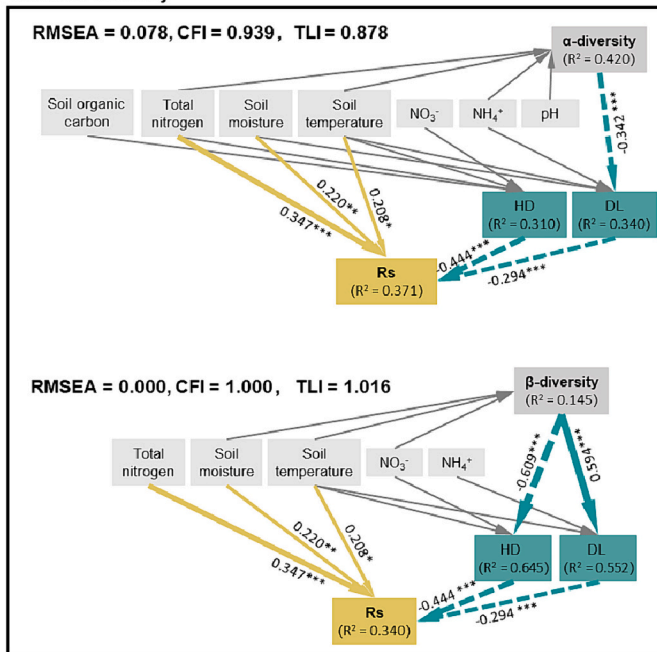 RMSEA = 0.078, CFI = 0.939, TLI = 0.878
α-diversity
(R² = 0.420)
Soil organic
carbon
Total
nitrogen
Soil
moisture
Soil
temperature
NO₃⁻
NH₄⁺
pH
-0.342 ***
0.347***
0.220**
0.208*
HD
(R² = 0.310)
DL
(R² = 0.340)
-0.444***
-0.294***
Rs
(R² = 0.371)
RMSEA = 0.000, CFI = 1.000, TLI = 1.016
β-diversity
(R² = 0.145)
Total
nitrogen
Soil
moisture
Soil
temperature
NO₃⁻
NH₄⁺
-0.609***
0.594***
0.347***
0.220**
0.208*
HD
(R² = 0.645)
DL
(R² = 0.552)
-0.444 ***
-0.294 ***
Rs
(R² = 0.340)